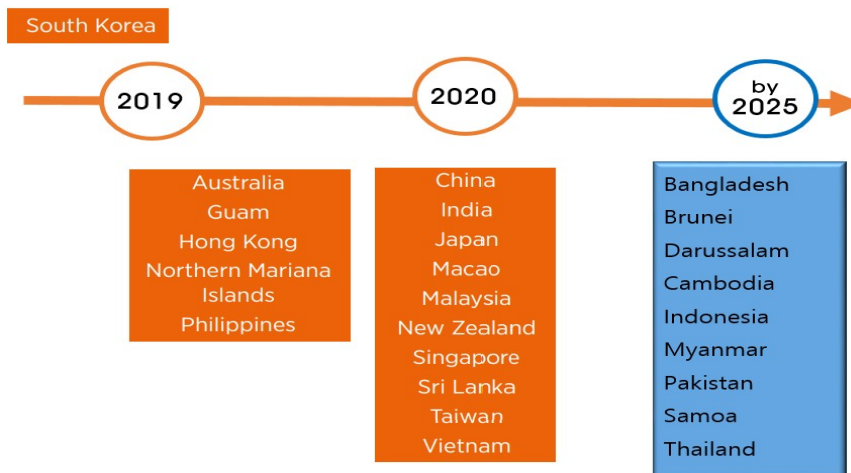 South Korea
2019
2020
by
2025
Australia
Guam
Hong Kong
Northern Mariana
Islands
Philippines
China
India
Japan
Macao
Malaysia
New Zealand
Singapore
Sri Lanka
Taiwan
Vietnam
Bangladesh
Brunei
Darussalam
Cambodia
Indonesia
Myanmar
Pakistan
Samoa
Thailand